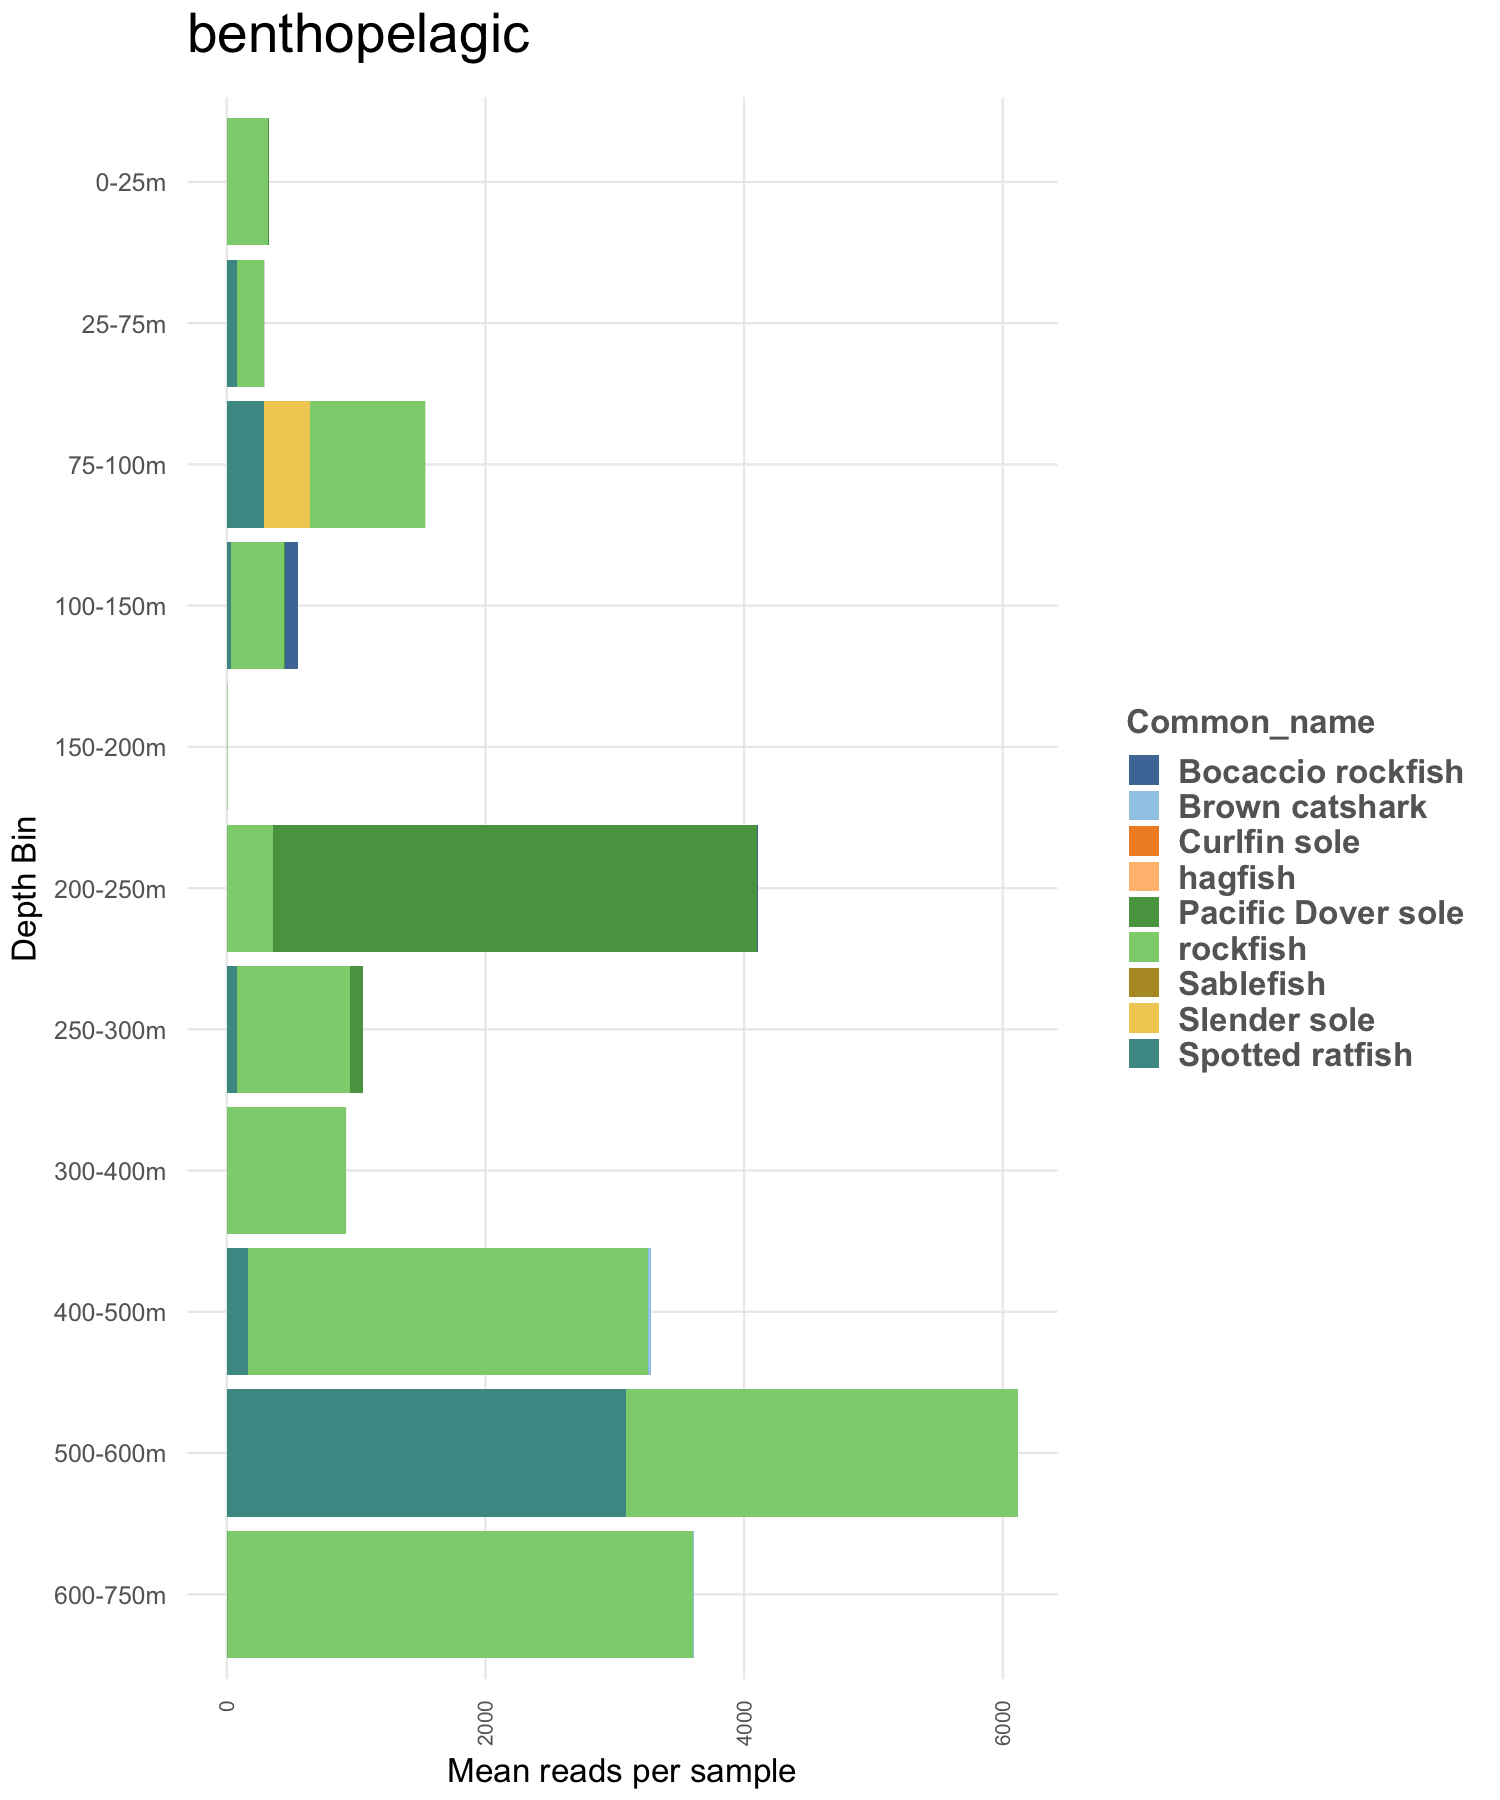 benthopelagic
0-25m
25-75m
75-100m
100-150m
150-200m
200-250m
250-300m
300-400m
400-500m
500-600m
600-750m
Depth Bin
0
2000
4000
6000
Mean reads per sample
Common_name
Bocaccio rockfish
Brown catshark
Curlfin sole
hagfish
Pacific Dover sole
rockfish
Sablefish
Slender sole
Spotted ratfish